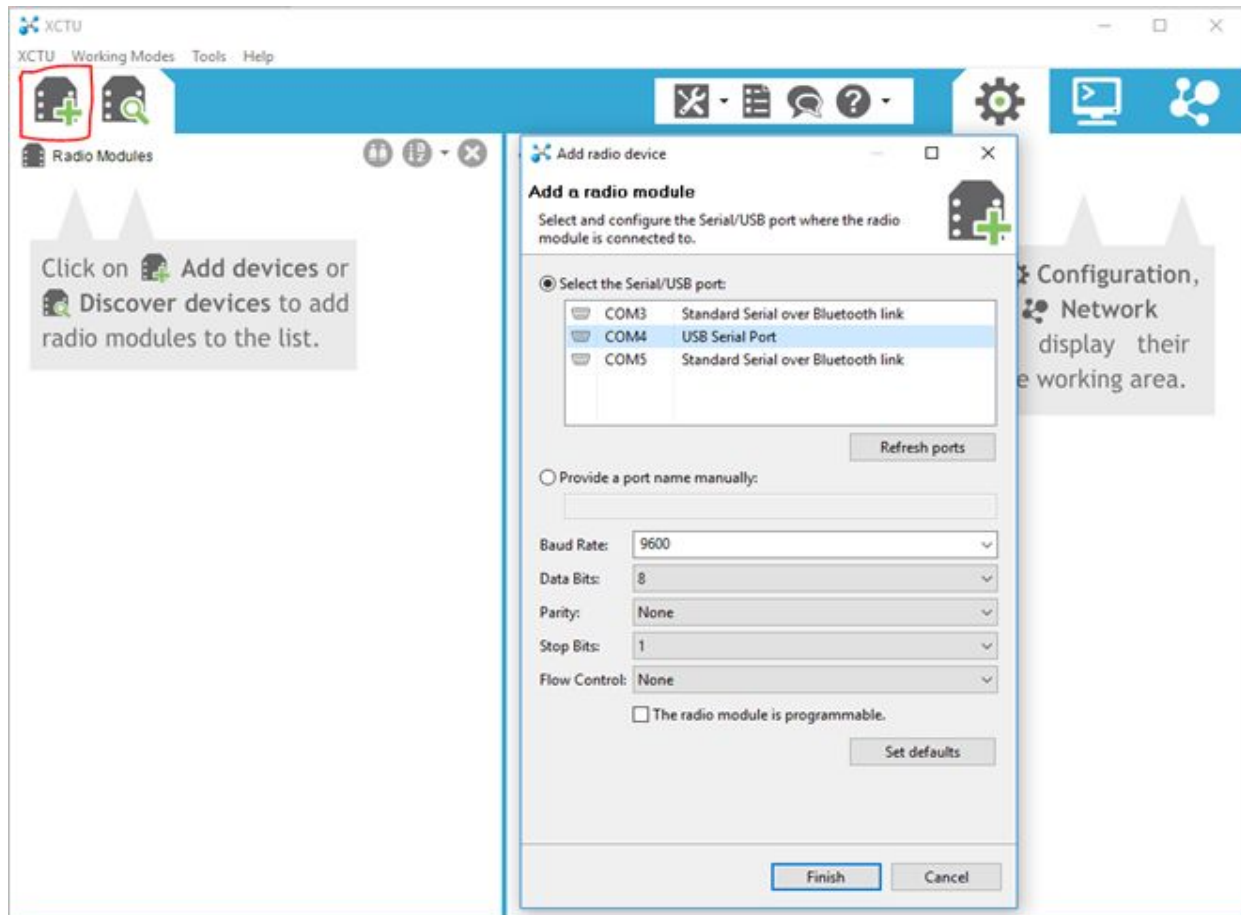 XCTU
XCTU Working Modes Tools Help
Radio Modules
Click on Add devices or
Discover devices to add
radio modules to the list.
Add radio device
Add a radio module
Select and configure the Serial/USB port where the radio
module is connected to.
Select the Serial/USB port:
COM3 Standard Serial over Bluetooth link
COM4 USB Serial Port
COM5 Standard Serial over Bluetooth link
Refresh ports
Provide a port name manually:
Baud Rate: 9600
Data Bits: 8
Parity: None
Stop Bits: 1
Flow Control: None
The radio module is programmable.
Set defaults
Finish Cancel
Configuration,
Network
display their
working area.